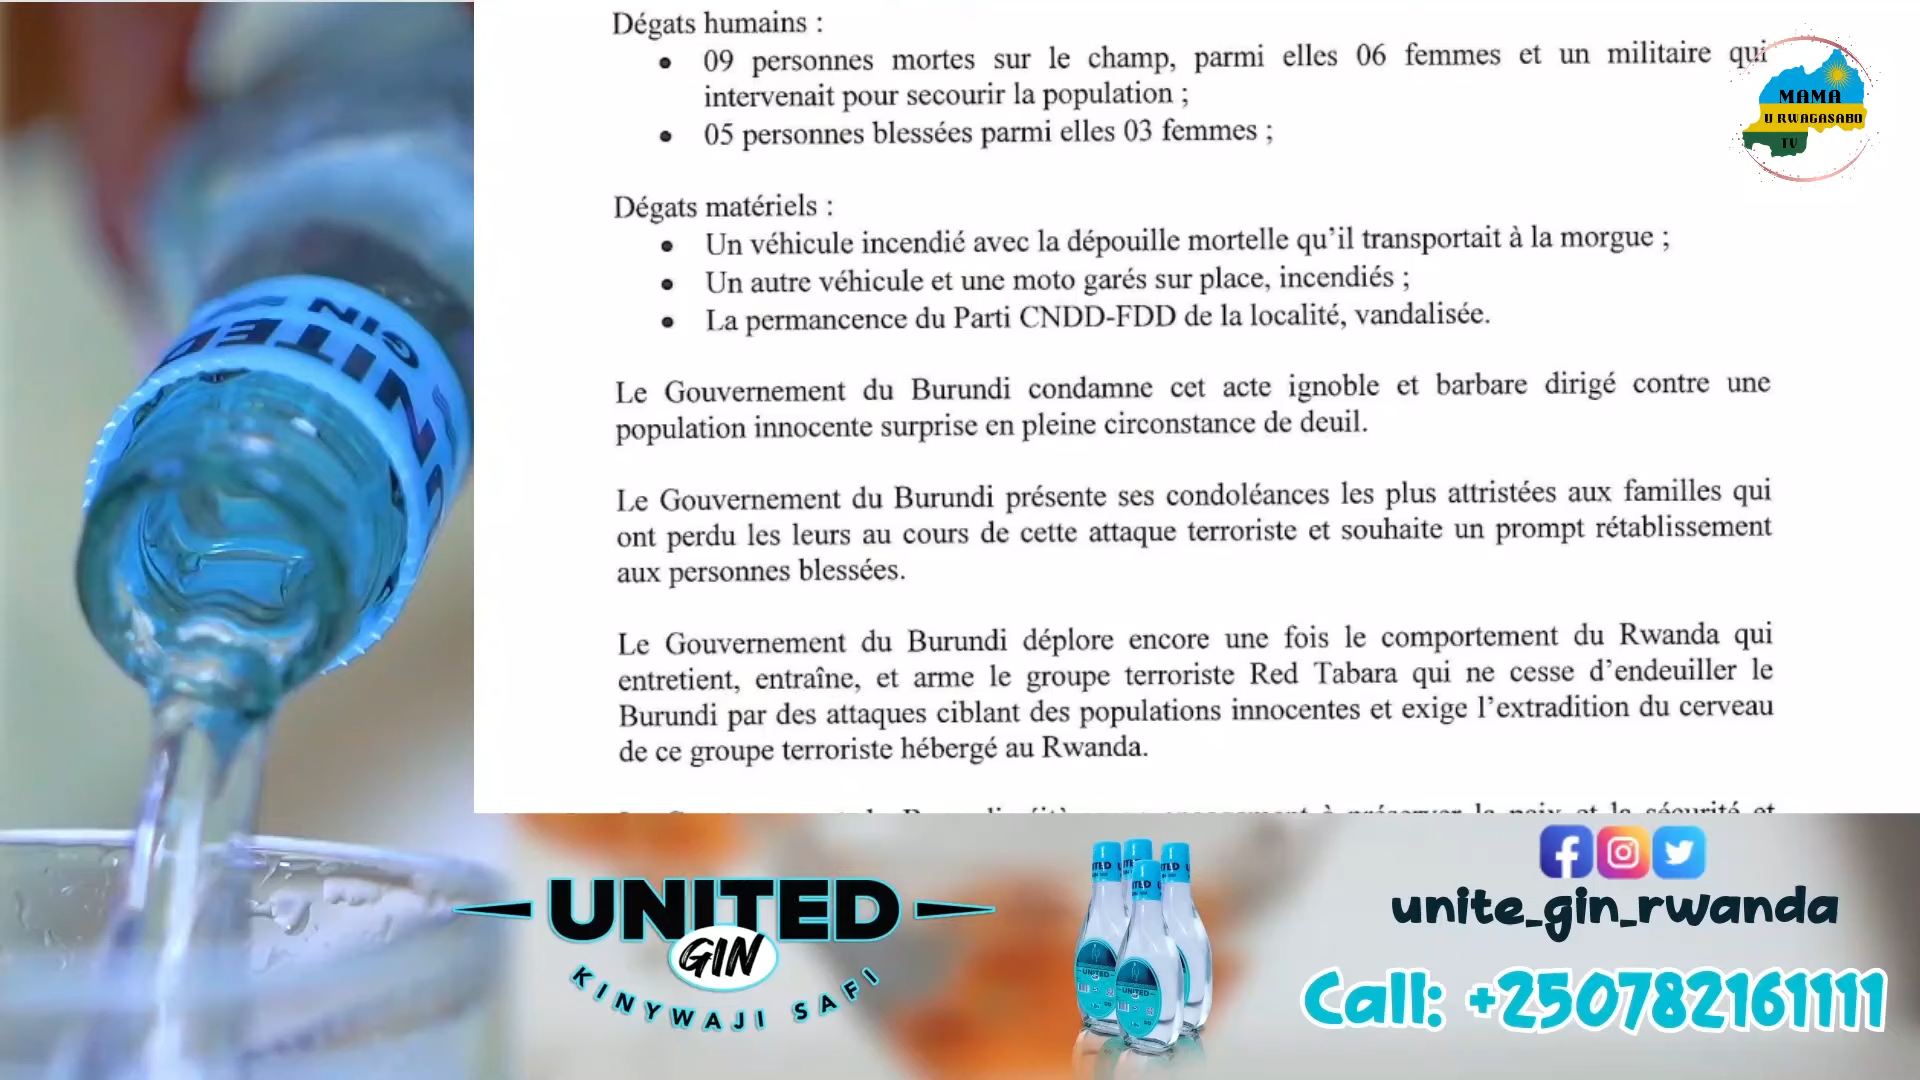 Dégats humains :
• 09 personnes mortes sur le champ, parmi elles 06 femmes et un militaire qui
intervenait pour secourir la population ;
• 05 personnes blessées parmi elles 03 femmes ;
Dégats matériels :
• Un véhicule incendié avec la dépouille mortelle qu’il transportait à la morgue ;
• Un autre véhicule et une moto garés sur place, incendiés ;
• La permancence du Parti CNDD-FDD de la localité, vandalisée.
Le Gouvernement du Burundi condamne cet acte ignoble et barbare dirigé contre une
population innocente surprise en pleine circonstance de deuil.
Le Gouvernement du Burundi présente ses condoléances les plus attristées aux familles qui
ont perdu les leurs au cours de cette attaque terroriste et souhaite un prompt rétablissement
aux personnes blessées.
Le Gouvernement du Burundi déplore encore une fois le comportement du Rwanda qui
entretient, entraîne, et arme le groupe terroriste Red Tabara qui ne cesse d’endeuiller le
Burundi par des attaques ciblant des populations innocentes et exige l’extradition du cerveau
de ce groupe terroriste hébergé au Rwanda.
MAMA
U RWAGASABO
TV
UNITED
GIN
UNITED
GIN
KINYWAJI SAFI
UNITED
UNITED
unite_gin_rwanda
Call: +250782161111